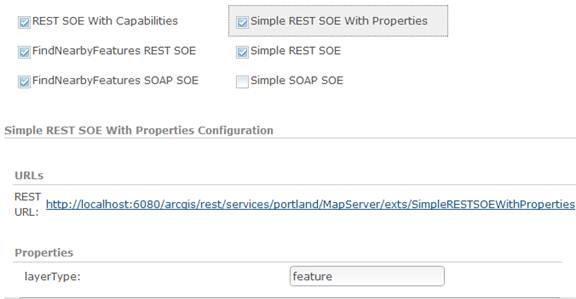 REST SOE With Capabilities
Simple REST SOE With Properties
FindNearbyFeatures REST SOE
Simple REST SOE
FindNearbyFeatures SOAP SOE
Simple SOAP SOE
Simple REST SOE With Properties Configuration
URLs
REST URL: http://localhost:6080/arcgis/rest/services/portland/MapServer/exts/SimpleRESTSOEWithProperties
Properties
layerType: feature